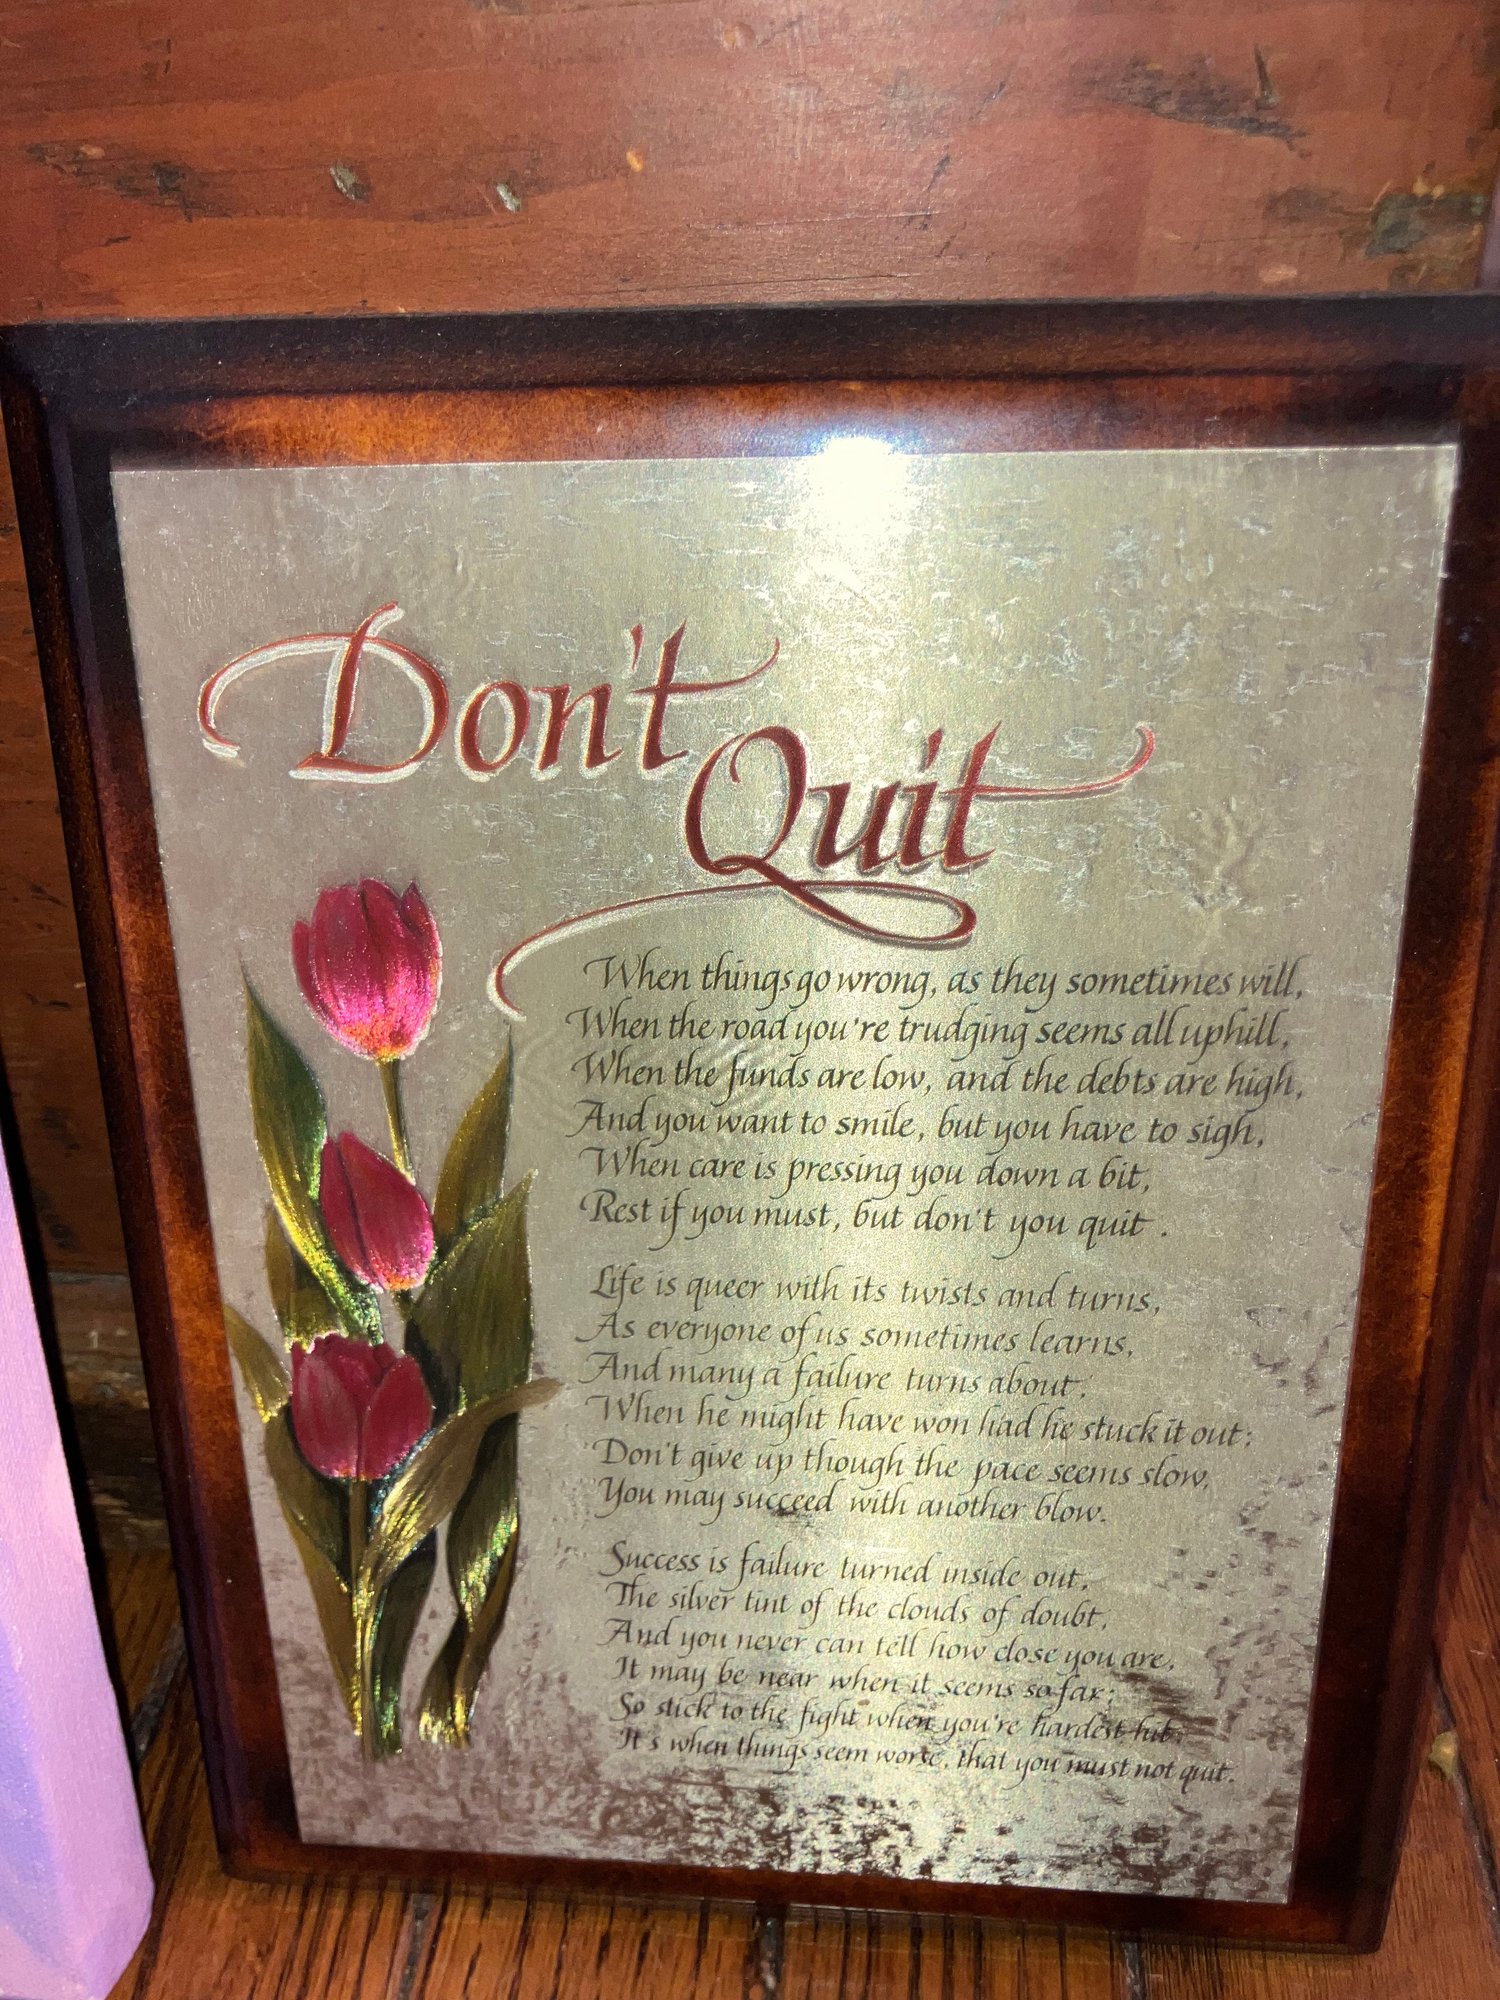 Don't
Quit
When things go wrong, as they sometimes will,
When the road you're trudging seems all uphill,
When the funds are low, and the debts are high,
And you want to smile, but you have to sigh,
When care is pressing you down a bit,
Rest if you must, but don't you quit.
Life is queer with its twists and turns,
As everyone of us sometimes learns,
And many a failure turns about,
When he might have won had he stuck it out;
Don't give up though the pace seems slow,
You may succeed with another blow.
Success is failure turned inside out,
The silver tint of the clouds of doubt,
And you never can tell how close you are,
It may be near when it seems so far;
So stick to the fight when you're hardest hit,
It's when things seem worse, that you must not quit.